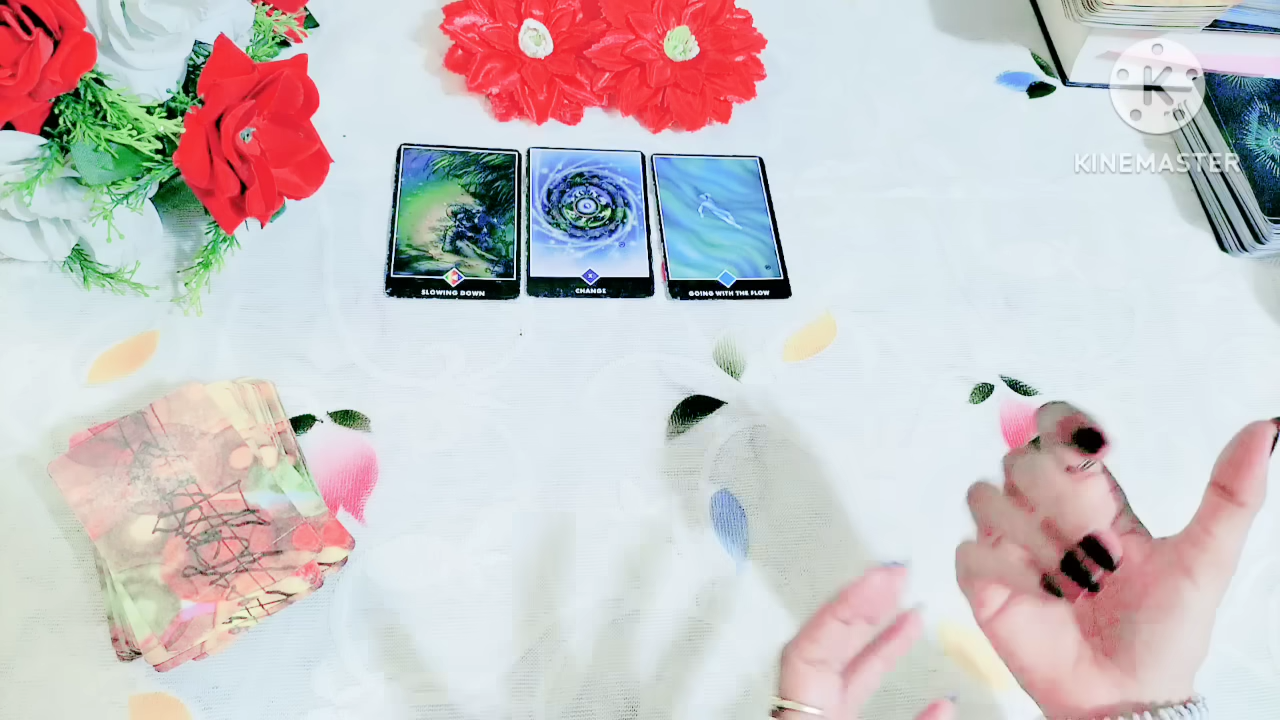 K
KINEMASTER
SLOWING DOWN
CHANGE
GOING WITH THE FLOW